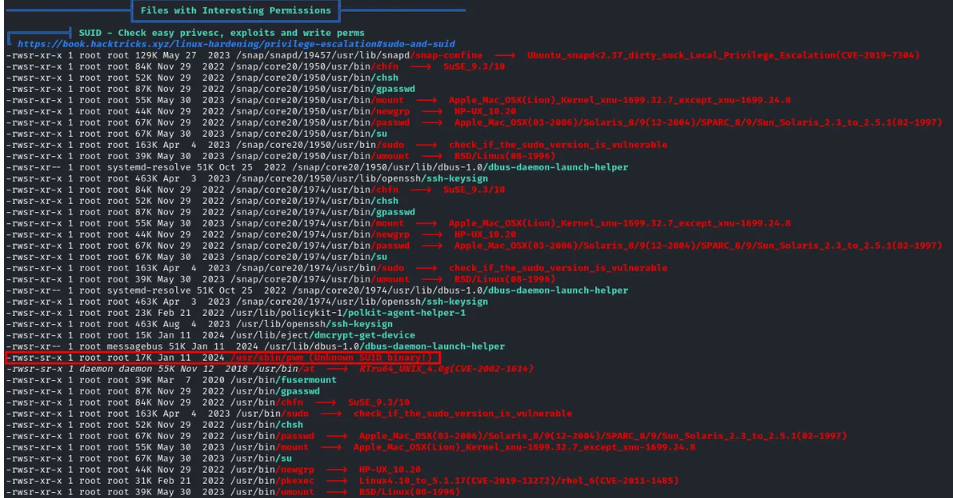 Files with Interesting Permissions
SUID - Check easy privesc, exploits and write perms
https://book.hacktricks.xyz/linux-hardening/privilege-escalation#sudo-and-suid
-rwsr-xr-x 1 root root 129K May 27  2023 /snap/snapd/19457/usr/lib/snapd/snap-confine  --->  Ubuntu_snapd<2.37_dirty_sock_Local_Privilege_Escalation(CVE-2019-7304)
-rwsr-xr-x 1 root root 84K Nov 29  2022 /snap/core20/1950/usr/bin/chfn  --->  SuSE_9.3/10
-rwsr-xr-x 1 root root 52K Nov 29  2022 /snap/core20/1950/usr/bin/chsh
-rwsr-xr-x 1 root root 87K Nov 29  2022 /snap/core20/1950/usr/bin/gpasswd
-rwsr-xr-x 1 root root 55K May 30  2023 /snap/core20/1950/usr/bin/mount  --->  Apple_Mac_OSX(Lion)_Kernel_xnu-1699.32.7_except_xnu-1699.24.8
-rwsr-xr-x 1 root root 44K Nov 29  2022 /snap/core20/1950/usr/bin/newgrp  --->  HP-UX_10.20
-rwsr-xr-x 1 root root 67K Nov 29  2022 /snap/core20/1950/usr/bin/passwd  --->  Apple_Mac_OSX(03-2006)/Solaris_8/9(12-2004)/SPARC_8/9/Sun_Solaris_2.3_to_2.5.1(02-1997)
-rwsr-xr-x 1 root root 67K May 30  2023 /snap/core20/1950/usr/bin/su
-rwsr-xr-x 1 root root 163K Apr  4  2023 /snap/core20/1950/usr/bin/sudo  --->  check_if_the_sudo_version_is_vulnerable
-rwsr-xr-x 1 root root 39K May 30  2023 /snap/core20/1950/usr/bin/umount  --->  BSD/Linux(08-1996)
-rwsr-xr-- 1 root systemd-resolve 51K Oct 25  2022 /snap/core20/1950/usr/lib/dbus-1.0/dbus-daemon-launch-helper
-rwsr-xr-x 1 root root 463K Apr  3  2023 /snap/core20/1950/usr/lib/openssh/ssh-keysign
-rwsr-xr-x 1 root root 84K Nov 29  2022 /snap/core20/1974/usr/bin/chfn  --->  SuSE_9.3/10
-rwsr-xr-x 1 root root 52K Nov 29  2022 /snap/core20/1974/usr/bin/chsh
-rwsr-xr-x 1 root root 87K Nov 29  2022 /snap/core20/1974/usr/bin/gpasswd
-rwsr-xr-x 1 root root 55K May 30  2023 /snap/core20/1974/usr/bin/mount  --->  Apple_Mac_OSX(Lion)_Kernel_xnu-1699.32.7_except_xnu-1699.24.8
-rwsr-xr-x 1 root root 44K Nov 29  2022 /snap/core20/1974/usr/bin/newgrp  --->  HP-UX_10.20
-rwsr-xr-x 1 root root 67K Nov 29  2022 /snap/core20/1974/usr/bin/passwd  --->  Apple_Mac_OSX(03-2006)/Solaris_8/9(12-2004)/SPARC_8/9/Sun_Solaris_2.3_to_2.5.1(02-1997)
-rwsr-xr-x 1 root root 67K May 30  2023 /snap/core20/1974/usr/bin/su
-rwsr-xr-x 1 root root 163K Apr  4  2023 /snap/core20/1974/usr/bin/sudo  --->  check_if_the_sudo_version_is_vulnerable
-rwsr-xr-x 1 root root 39K May 30  2023 /snap/core20/1974/usr/bin/umount  --->  BSD/Linux(08-1996)
-rwsr-xr-- 1 root systemd-resolve 51K Oct 25  2022 /snap/core20/1974/usr/lib/dbus-1.0/dbus-daemon-launch-helper
-rwsr-xr-x 1 root root 463K Apr  3  2023 /snap/core20/1974/usr/lib/openssh/ssh-keysign
-rwsr-xr-x 1 root root 23K Feb 21  2022 /usr/lib/policykit-1/polkit-agent-helper-1
-rwsr-xr-x 1 root root 463K Aug  4  2023 /usr/lib/openssh/ssh-keysign
-rwsr-xr-x 1 root root 15K Jan 11  2024 /usr/lib/eject/dmcrypt-get-device
-rwsr-xr-- 1 root messagebus 51K Jan 11  2024 /usr/lib/dbus-1.0/dbus-daemon-launch-helper
-rwsr-sr-x 1 root root 17K Jan 11  2024 /usr/sbin/pwm (Unknown SUID binary!)
-rwsr-sr-x 1 daemon daemon 55K Nov 12  2018 /usr/bin/at  --->  RTru64_UNIX_4.0g(CVE-2002-1614)
-rwsr-xr-x 1 root root 39K Mar  7  2020 /usr/bin/fusermount
-rwsr-xr-x 1 root root 87K Nov 29  2022 /usr/bin/gpasswd
-rwsr-xr-x 1 root root 84K Nov 29  2022 /usr/bin/chfn  --->  SuSE_9.3/10
-rwsr-xr-x 1 root root 163K Apr  4  2023 /usr/bin/sudo  --->  check_if_the_sudo_version_is_vulnerable
-rwsr-xr-x 1 root root 52K Nov 29  2022 /usr/bin/chsh
-rwsr-xr-x 1 root root 67K Nov 29  2022 /usr/bin/passwd  --->  Apple_Mac_OSX(03-2006)/Solaris_8/9(12-2004)/SPARC_8/9/Sun_Solaris_2.3_to_2.5.1(02-1997)
-rwsr-xr-x 1 root root 55K May 30  2023 /usr/bin/mount  --->  Apple_Mac_OSX(Lion)_Kernel_xnu-1699.32.7_except_xnu-1699.24.8
-rwsr-xr-x 1 root root 67K May 30  2023 /usr/bin/su
-rwsr-xr-x 1 root root 44K Nov 29  2022 /usr/bin/newgrp  --->  HP-UX_10.20
-rwsr-xr-x 1 root root 31K Feb 21  2022 /usr/bin/pkexec  --->  Linux4.10_to_5.1.17(CVE-2019-13272)/rhel_6(CVE-2011-1485)
-rwsr-xr-x 1 root root 39K May 30  2023 /usr/bin/umount  --->  BSD/Linux(08-1996)